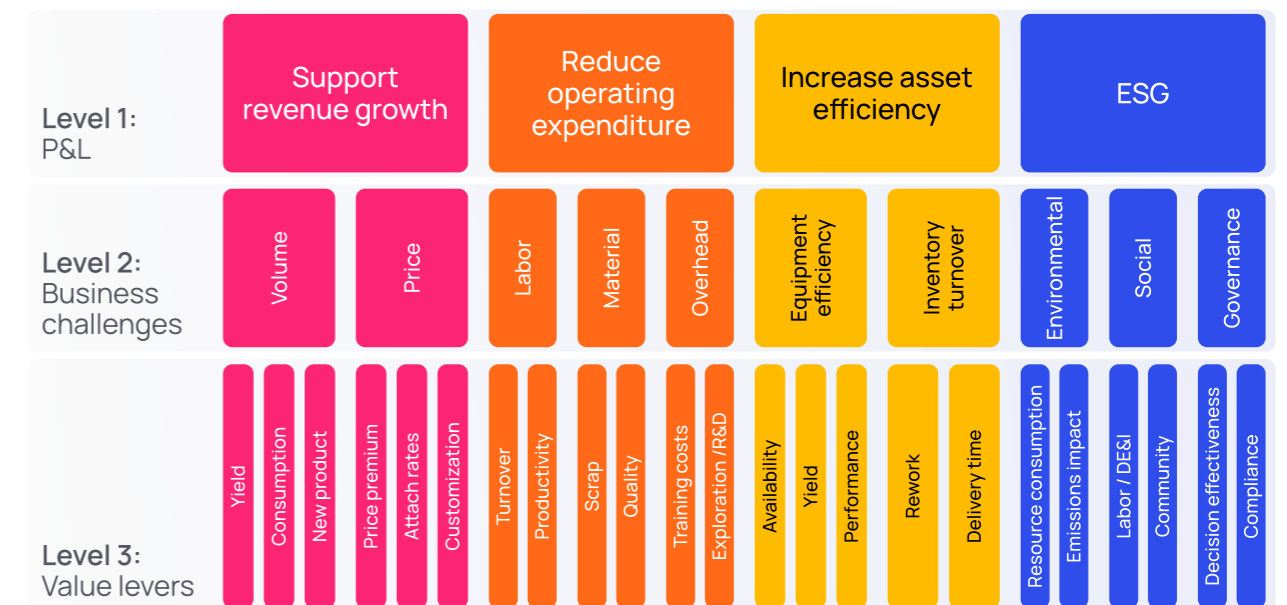 Level 1:
P&L
Support
revenue growth
Reduce
operating
expenditure
Increase asset
efficiency
ESG
Level 2:
Business
challenges
Volume
Price
Labor
Material
Overhead
Equipment
efficiency
Inventory
turnover
Environmental
Social
Governance
Level 3:
Value levers
Yield
Consumption
New product
Price premium
Attach rates
Customization
Turnover
Productivity
Scrap
Quality
Training costs
Exploration /R&D
Availability
Yield
Performance
Rework
Delivery time
Resource consumption
Emissions impact
Labor / DE&I
Community
Decision effectiveness
Compliance